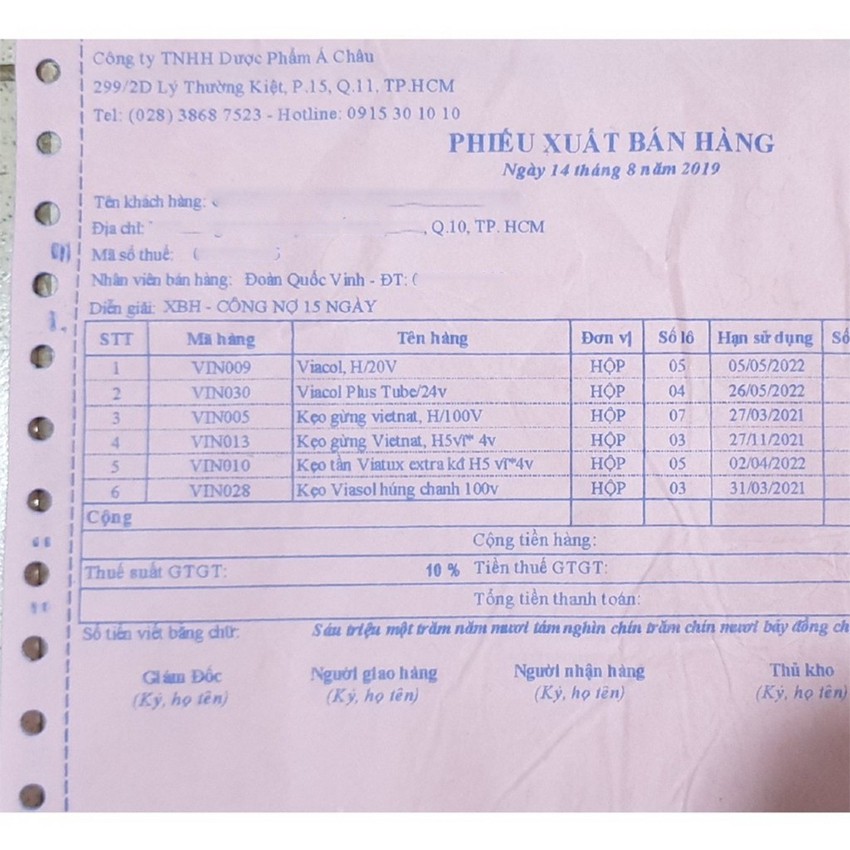 Công ty TNHH Dược Phẩm Á Châu
299/2D Lý Thường Kiệt, P.15, Q.11, TP.HCM
Tel: (028) 3868 7523 - Hotline: 0915 30 10 10
PHIẾU XUẤT BÁN HÀNG
Ngày 14 tháng 8 năm 2019
Tên khách hàng:
Địa chỉ: , Q.10, TP. HCM
Mã số thuế:
Nhân viên bán hàng: Đoàn Quốc Vinh - ĐT: (
Diễn giải: XBH - CÔNG NỢ 15 NGÀY
STT Mã hàng Tên hàng Đơn vị Số lô Hạn sử dụng Số
1 VIN009 Viacol, H/20V HỘP 05 05/05/2022
2 VIN030 Viacol Plus Tube/24v HỘP 04 26/05/2022
3 VIN005 Kẹo gừng vietnat, H/100V HỘP 07 27/03/2021
4 VIN013 Kẹo gừng Vietnat, H5vỉ* 4v HỘP 03 27/11/2021
5 VIN010 Kẹo tần Viatux extra kđ H5 vỉ*4v HỘP 05 02/04/2022
6 VIN028 Kẹo Viasol húng chanh 100v HỘP 03 31/03/2021
Cộng
Cộng tiền hàng:
Thuế suất GTGT: 10 % Tiền thuế GTGT:
Tổng tiền thanh toán:
Số tiền viết bằng chữ: Sáu triệu một trăm năm mươi tám nghìn chín trăm chín mươi bảy đồng ch
Giám Đốc Người giao hàng Người nhận hàng Thủ kho
(Ký, họ tên) (Ký, họ tên) (Ký, họ tên) (Ký, họ tên)